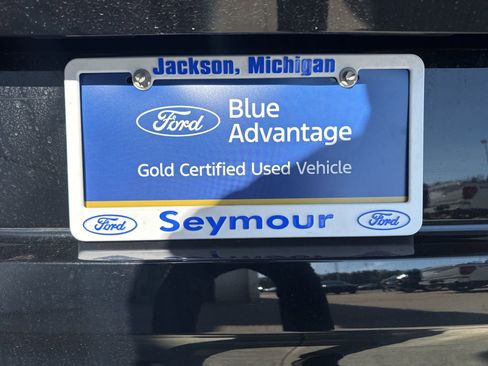 Jackson, Michigan
Ford
Blue
Advantage
Gold Certified Used Vehicle
Ford Seymour Ford